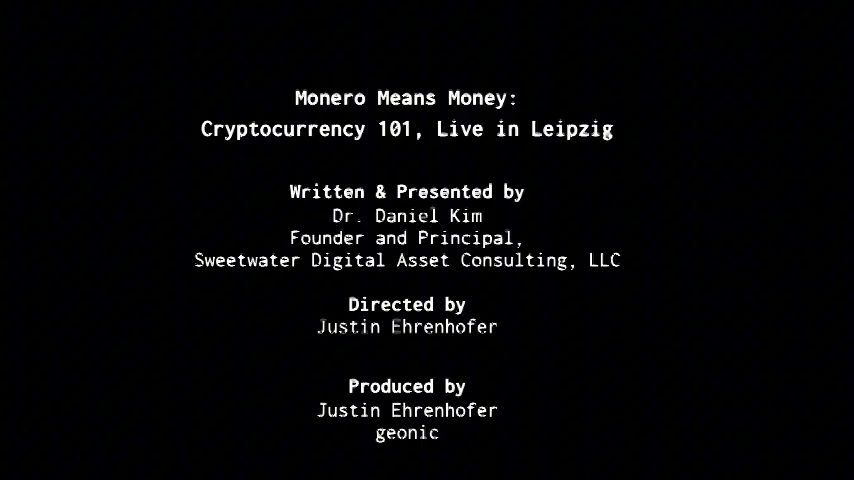 Monero Means Money:
Cryptocurrency 101, Live in Leipzig
Written & Presented by
Dr. Daniel Kim
Founder and Principal,
Sweetwater Digital Asset Consulting, LLC
Directed by
Justin Ehrenhofer
Produced by
Justin Ehrenhofer
geonic